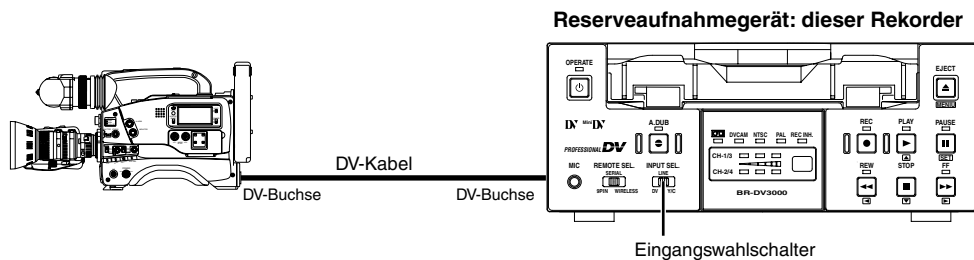 Reserveaufnahmegerät: dieser Rekorder
OPERATE
EJECT
MENU
DV Mini DV
A.DUB
PROFESSIONAL DV
DV DVCAM NTSC PAL REC INH.
REC PLAY PAUSE
SET
MIC
REMOTE SEL.
SERIAL
9PIN WIRELESS
INPUT SEL.
LINE
DV Y/C
CH-1/3
CH-2/4
BR-DV3000
REW STOP FF
DV-Kabel
DV-Buchse
DV-Buchse
Eingangswahlschalter